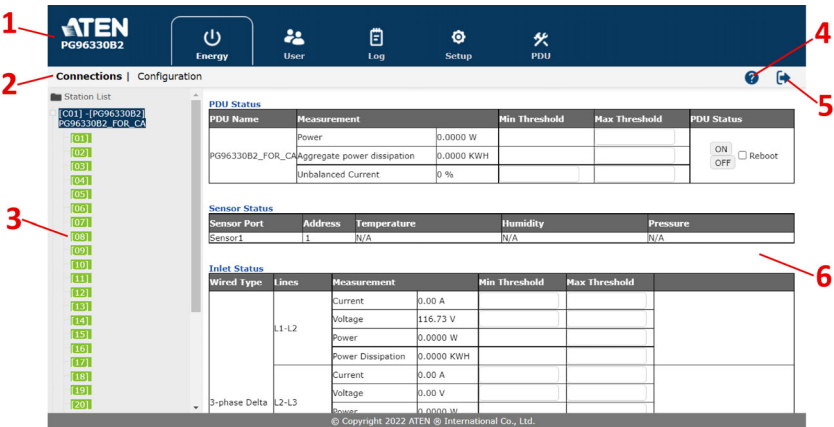 1
ATEN
PG96330B2
Energy
User
Log
Setup
PDU
4
2
Connections | Configuration
5
3
Station List
[C01] -[PG96330B2]
PG96330B2_FOR_CA
[01]
[02]
[03]
[04]
[05]
[06]
[07]
[08]
[09]
[10]
[11]
[12]
[13]
[14]
[15]
[16]
[17]
[18]
[19]
[20]
PDU Status
PDU Name Measurement Min Threshold Max Threshold PDU Status
Power 0.0000 W
PG96330B2_FOR_CA Aggregate power dissipation 0.0000 KWH
ON
OFF
Reboot
Unbalanced Current 0 %
Sensor Status
Sensor Port Address Temperature Humidity Pressure
Sensor1 1 N/A N/A N/A
6
Inlet Status
Wired Type Lines Measurement Min Threshold Max Threshold
Current 0.00 A
Voltage 116.73 V
L1-L2
Power 0.0000 W
Power Dissipation 0.0000 KWH
Current 0.00 A
Voltage 0.00 V
3-phase Delta L2-L3
Power 0.0000 W
© Copyright 2022 ATEN ® International Co., Ltd.